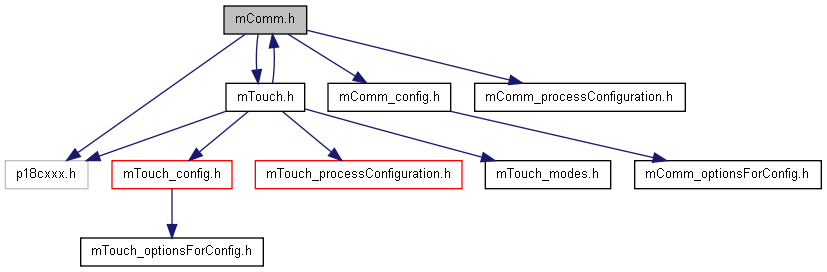 mComm.h
mTouch.h
mComm_config.h
mComm_processConfiguration.h
p18cxxx.h
mTouch_config.h
mTouch_processConfiguration.h
mTouch_modes.h
mComm_optionsForConfig.h
mTouch_optionsForConfig.h